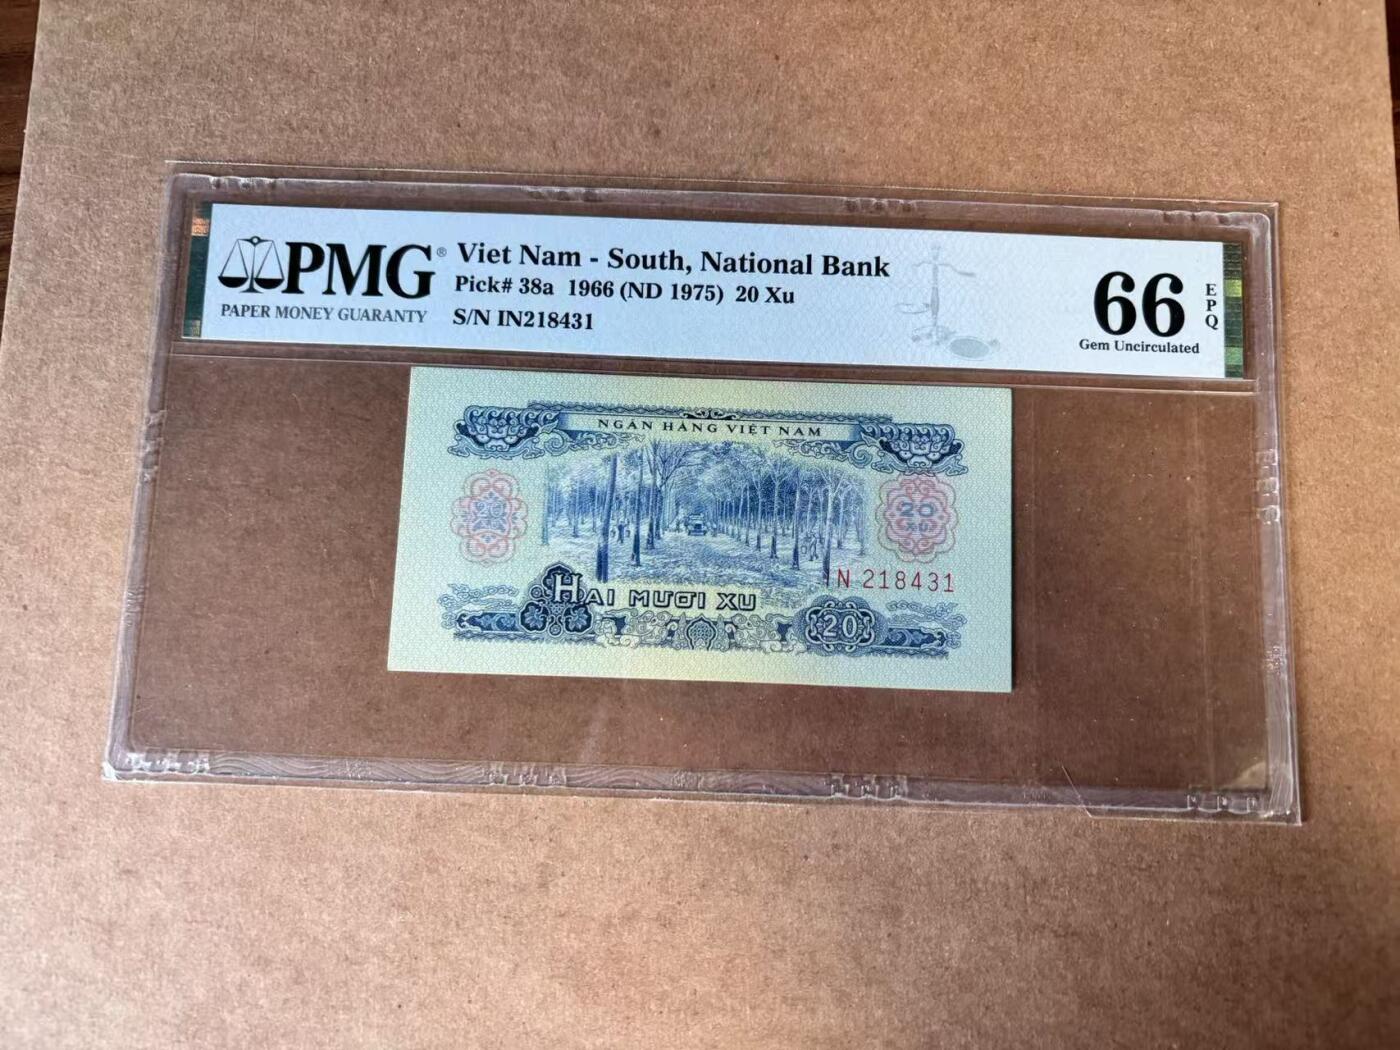 PMG®
PAPER MONEY GUARANTY
Viet Nam - South, National Bank
Pick# 38a 1966 (ND 1975) 20 Xu
S/N IN218431
66
EPQ
Gem Uncirculated
NGÂN HÀNG VIỆT NAM
20
20
XU
IN 218431
HAI MƯƠI XU
20